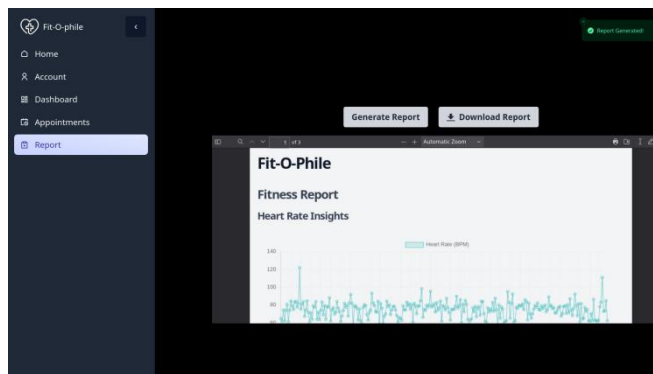 Fit-O-phile
Home
Account
Dashboard
Appointments
Report
Report Generated!
Generate Report
Download Report
1 of 3
Automatic Zoom
Fit-O-Phile
Fitness Report
Heart Rate Insights
Heart Rate (BPM)
140
120
100
80
60